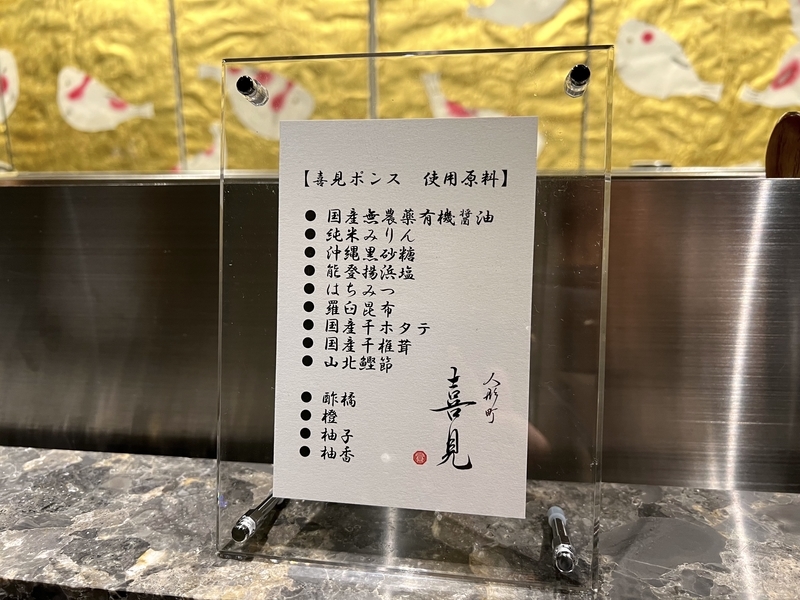 【喜見ポンス　使用原料】
● 国産無農薬有機醤油
● 純米みりん
● 沖縄黒砂糖
● 能登揚浜塩
● はちみつ
● 羅臼昆布
● 国産干ホタテ
● 国産干椎茸
● 山北鰹節
● 酢橘
● 橙
● 柚子
● 柚香
人形町
喜見